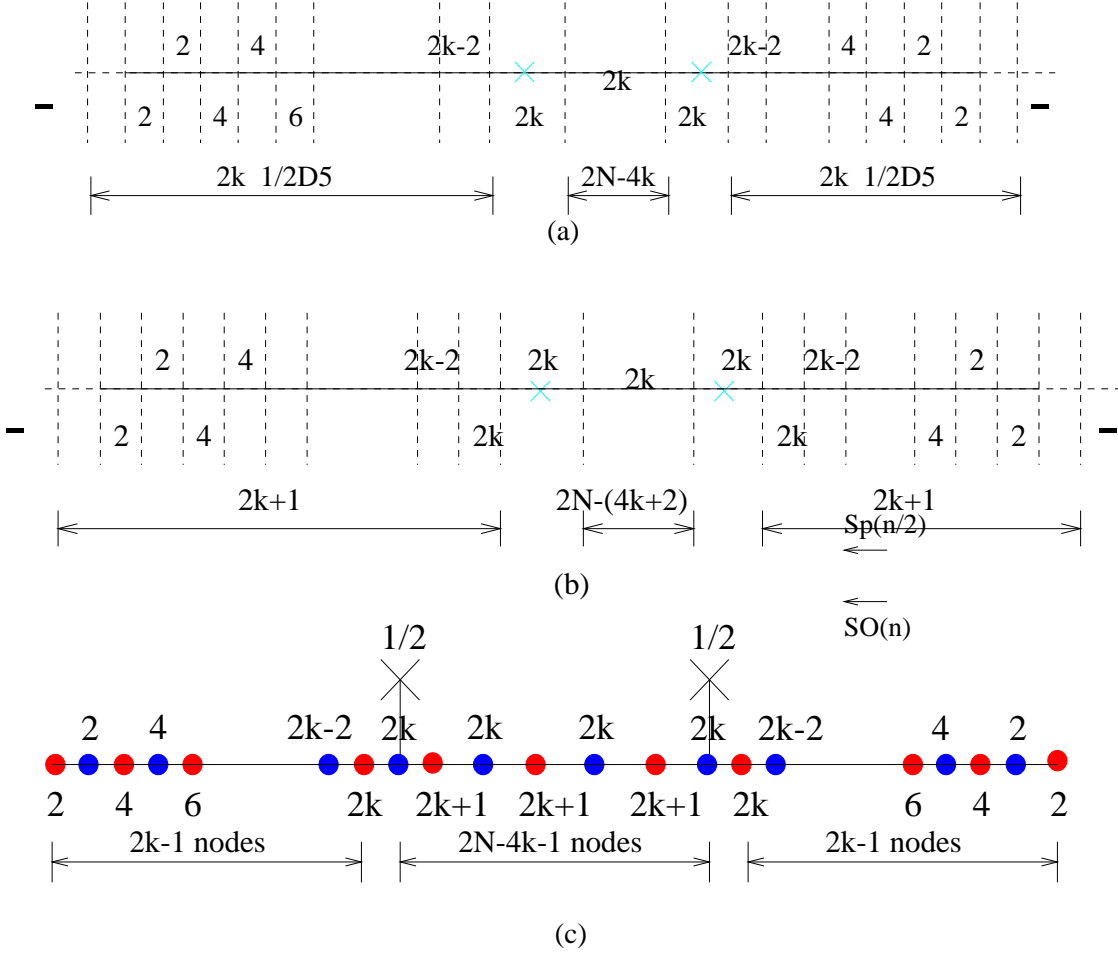 2 4 2k-2 2k-2 4 2
2k
− 2 4 6 2k 2k 4 2 −
2k 1/2D5 2N-4k 2k 1/2D5
(a)
2 4 2k-2 2k 2k 2k-2 2
2k
− 2 4 2k 2k 4 2 −
2k+1 2N-(4k+2) 2k+1
Sp(n/2)
(b)
SO(n)
1/2 1/2
2 4 2k-2 2k 2k 2k 2k 2k-2 4 2
2 4 6 2k 2k+1 2k+1 2k+1 2k 6 4 2
2k-1 nodes 2N-4k-1 nodes 2k-1 nodes
(c)